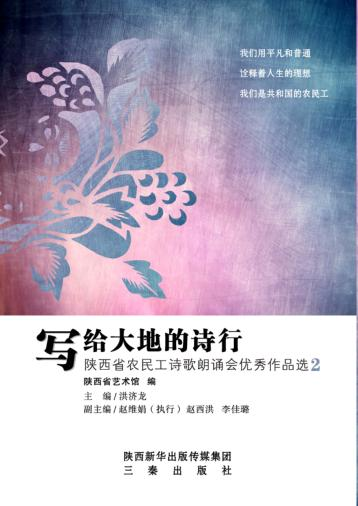 我们用平凡和普通
诠释着人生的理想
我们是共和国的农民工
写给大地的诗行
陕西省农民工诗歌朗诵会优秀作品选2
陕西省艺术馆 编
主 编/洪济龙
副主编/赵维娟（执行）赵西洪 李佳璐
陕西新华出版传媒集团
三秦出版社